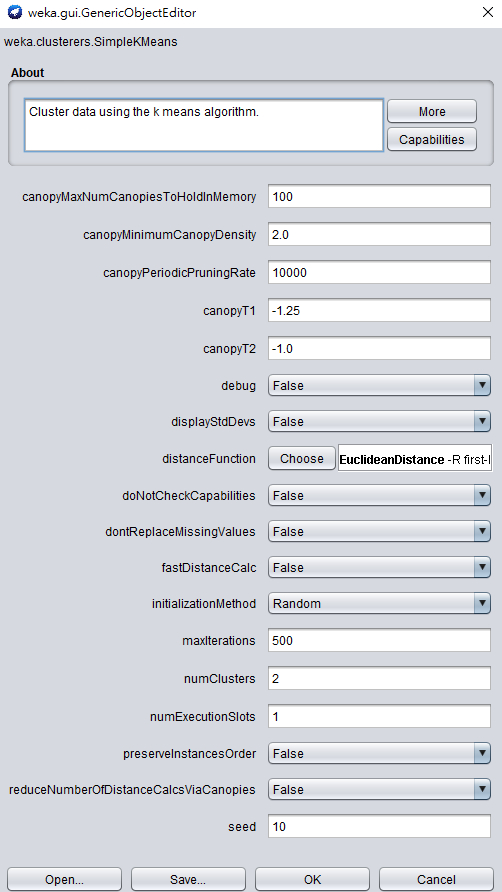 weka.gui.GenericObjectEditor
weka.clusterers.SimpleKMeans
About
Cluster data using the k means algorithm.
More
Capabilities
canopyMaxNumCanopiesToHoldInMemory 100
canopyMinimumCanopyDensity 2.0
canopyPeriodicPruningRate 10000
canopyT1 -1.25
canopyT2 -1.0
debug False
displayStdDevs False
distanceFunction Choose EuclideanDistance -R first-l
doNotCheckCapabilities False
dontReplaceMissingValues False
fastDistanceCalc False
initializationMethod Random
maxIterations 500
numClusters 2
numExecutionSlots 1
preserveInstancesOrder False
reduceNumberOfDistanceCalcsViaCanopies False
seed 10
Open... Save... OK Cancel